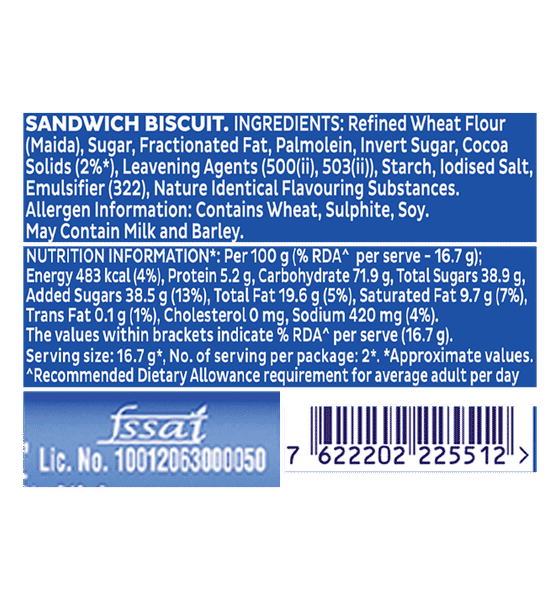 SANDWICH BISCUIT. INGREDIENTS: Refined Wheat Flour
(Maida), Sugar, Fractionated Fat, Palmolein, Invert Sugar, Cocoa
Solids (2%*), Leavening Agents (500(ii), 503(ii)), Starch, Iodised Salt,
Emulsifier (322), Nature Identical Flavouring Substances.
Allergen Information: Contains Wheat, Sulphite, Soy.
May Contain Milk and Barley.
NUTRITION INFORMATION*: Per 100 g (% RDA^ per serve - 16.7 g);
Energy 483 kcal (4%), Protein 5.2 g, Carbohydrate 71.9 g, Total Sugars 38.9 g,
Added Sugars 38.5 g (13%), Total Fat 19.6 g (5%), Saturated Fat 9.7 g (7%),
Trans Fat 0.1 g (1%), Cholesterol 0 mg, Sodium 420 mg (4%).
The values within brackets indicate % RDA^ per serve (16.7 g).
Serving size: 16.7 g*, No. of serving per package: 2*. *Approximate values.
^Recommended Dietary Allowance requirement for average adult per day
fssai
Lic. No. 10012063000050
7 622202 225512 >